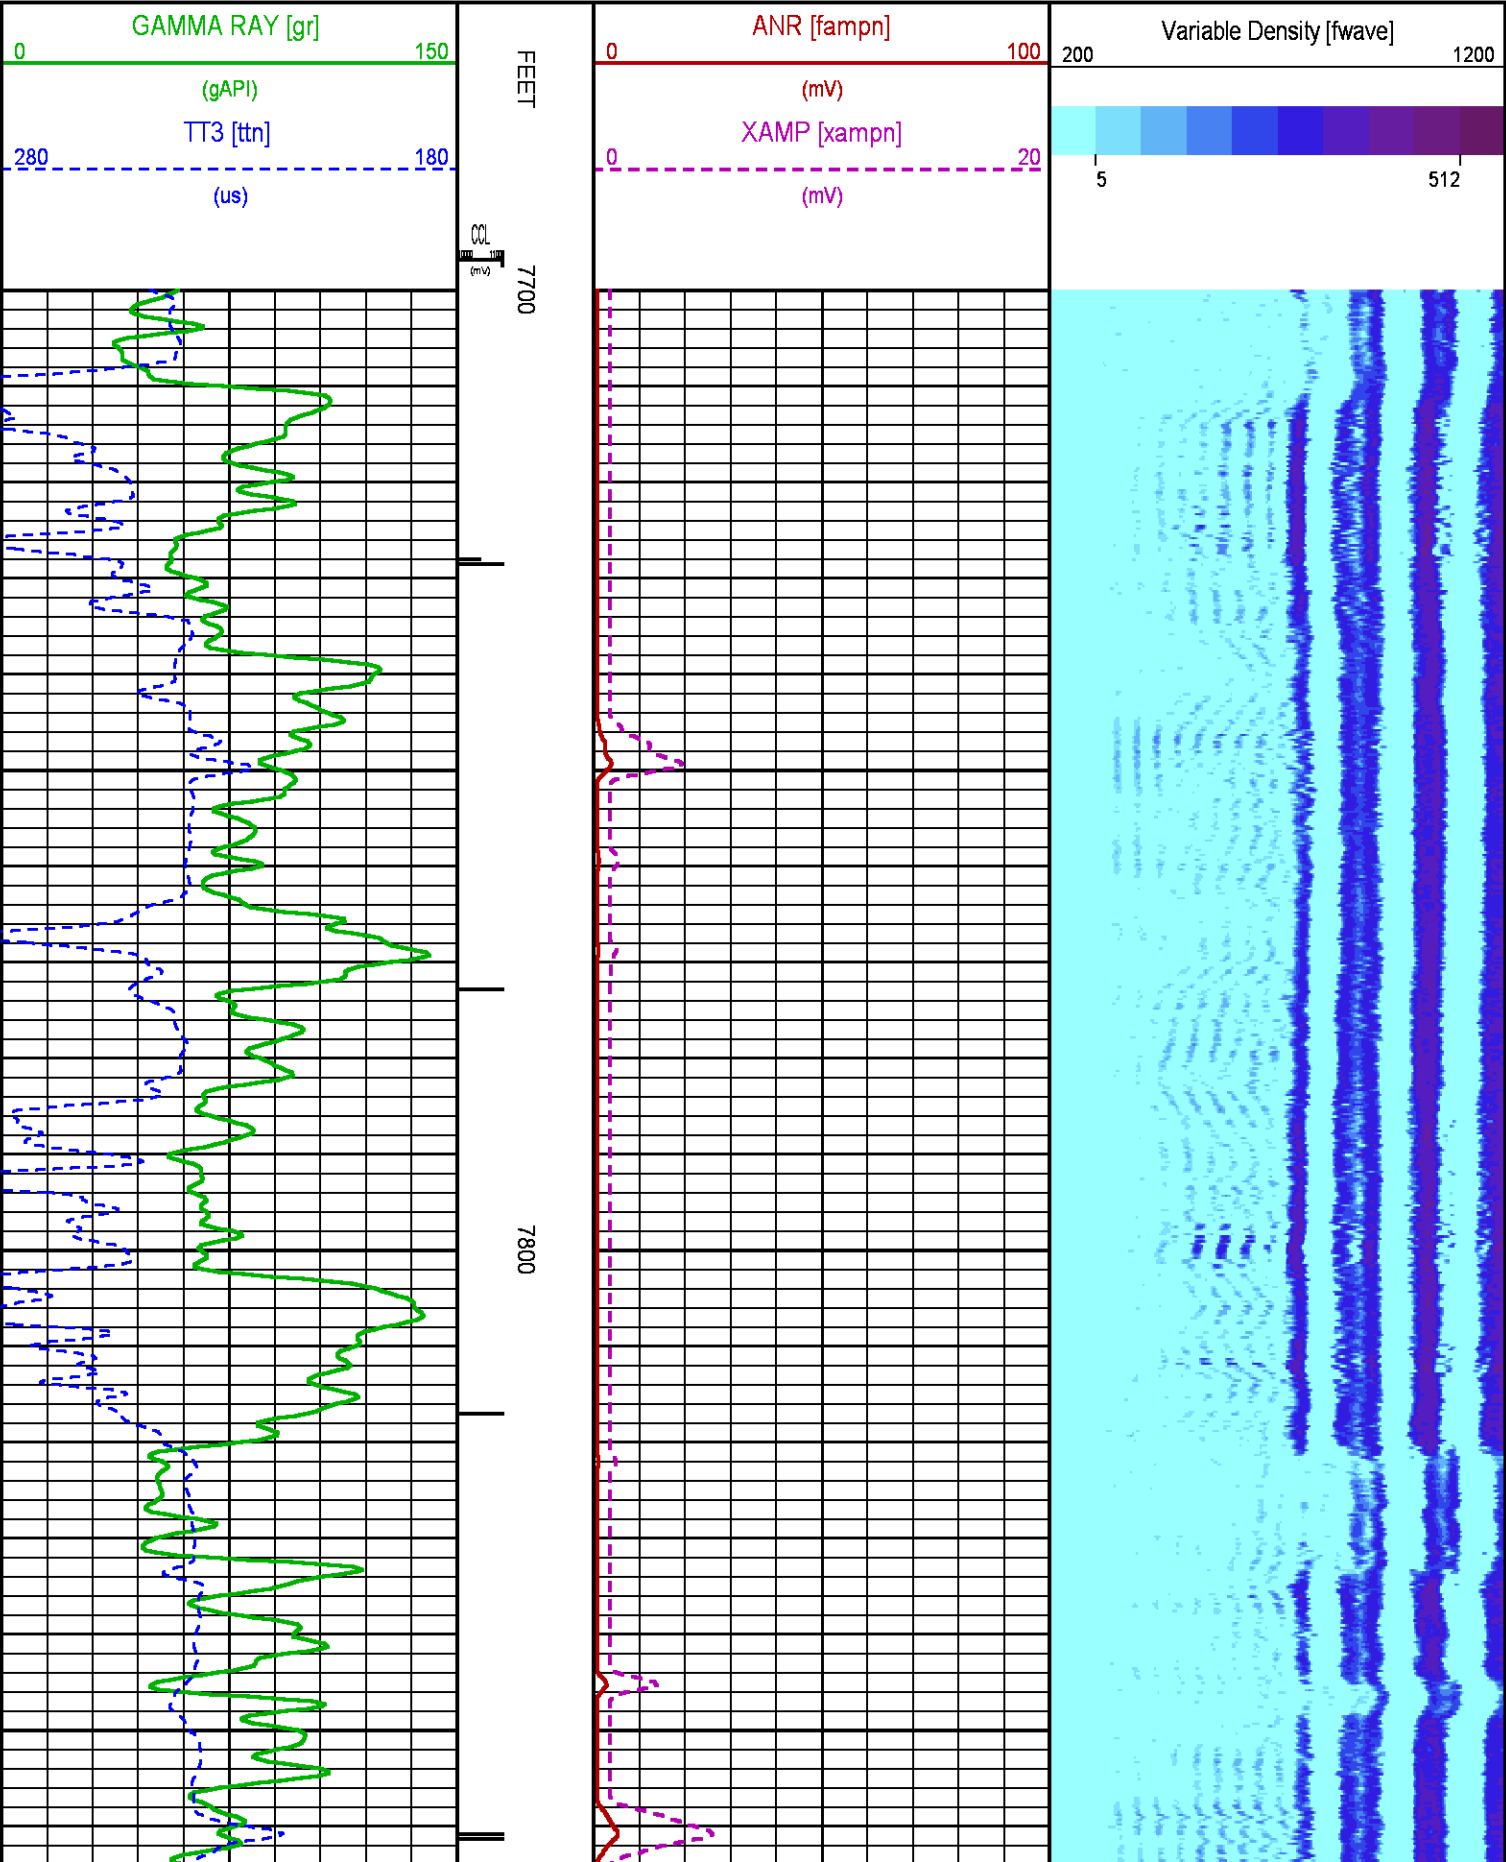 GAMMA RAY [gr]
0 150
(gAPI)
TT3 [ttn]
280 180
(us)
CCL
(mV)
FEET
7700
7800
ANR [fampn]
0 100
(mV)
XAMP [xampn]
0 20
(mV)
Variable Density [fwave]
200 1200
5 512